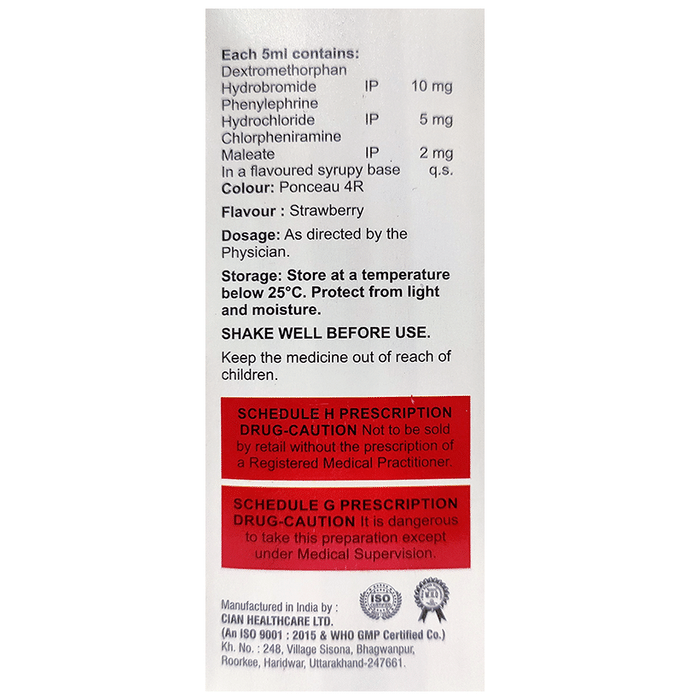 Each 5ml contains:
Dextromethorphan
Hydrobromide IP 10 mg
Phenylephrine
Hydrochloride IP 5 mg
Chlorpheniramine
Maleate IP 2 mg
In a flavoured syrupy base q.s.
Colour: Ponceau 4R
Flavour : Strawberry
Dosage: As directed by the
Physician.
Storage: Store at a temperature
below 25°C. Protect from light
and moisture.
SHAKE WELL BEFORE USE.
Keep the medicine out of reach of
children.
SCHEDULE H PRESCRIPTION
DRUG-CAUTION Not to be sold
by retail without the prescription of
a Registered Medical Practitioner.
SCHEDULE G PRESCRIPTION
DRUG-CAUTION It is dangerous
to take this preparation except
under Medical Supervision.
ISO
Manufactured in India by :
CIAN HEALTHCARE LTD.
(An ISO 9001 : 2015 & WHO GMP Certified Co.)
Kh. No. : 248, Village Sisona, Bhagwanpur,
Roorkee, Haridwar, Uttarakhand-247661.